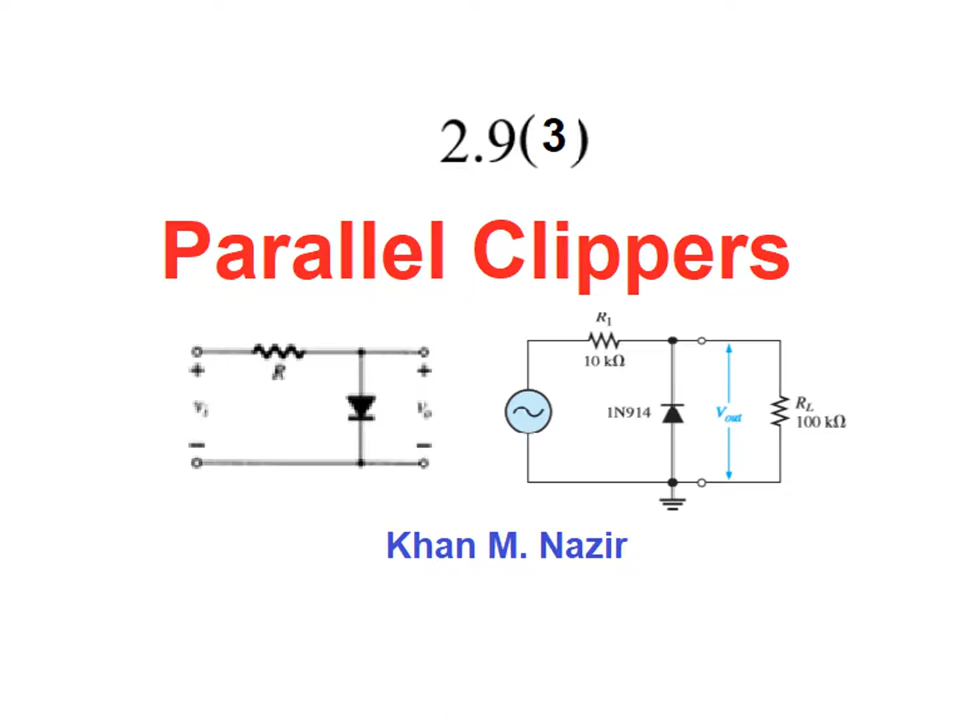 2.9(3)
Parallel Clippers
R
+
+
−
−
R1
10 kΩ
1N914
Vout
RL
100 kΩ
Khan M. Nazir